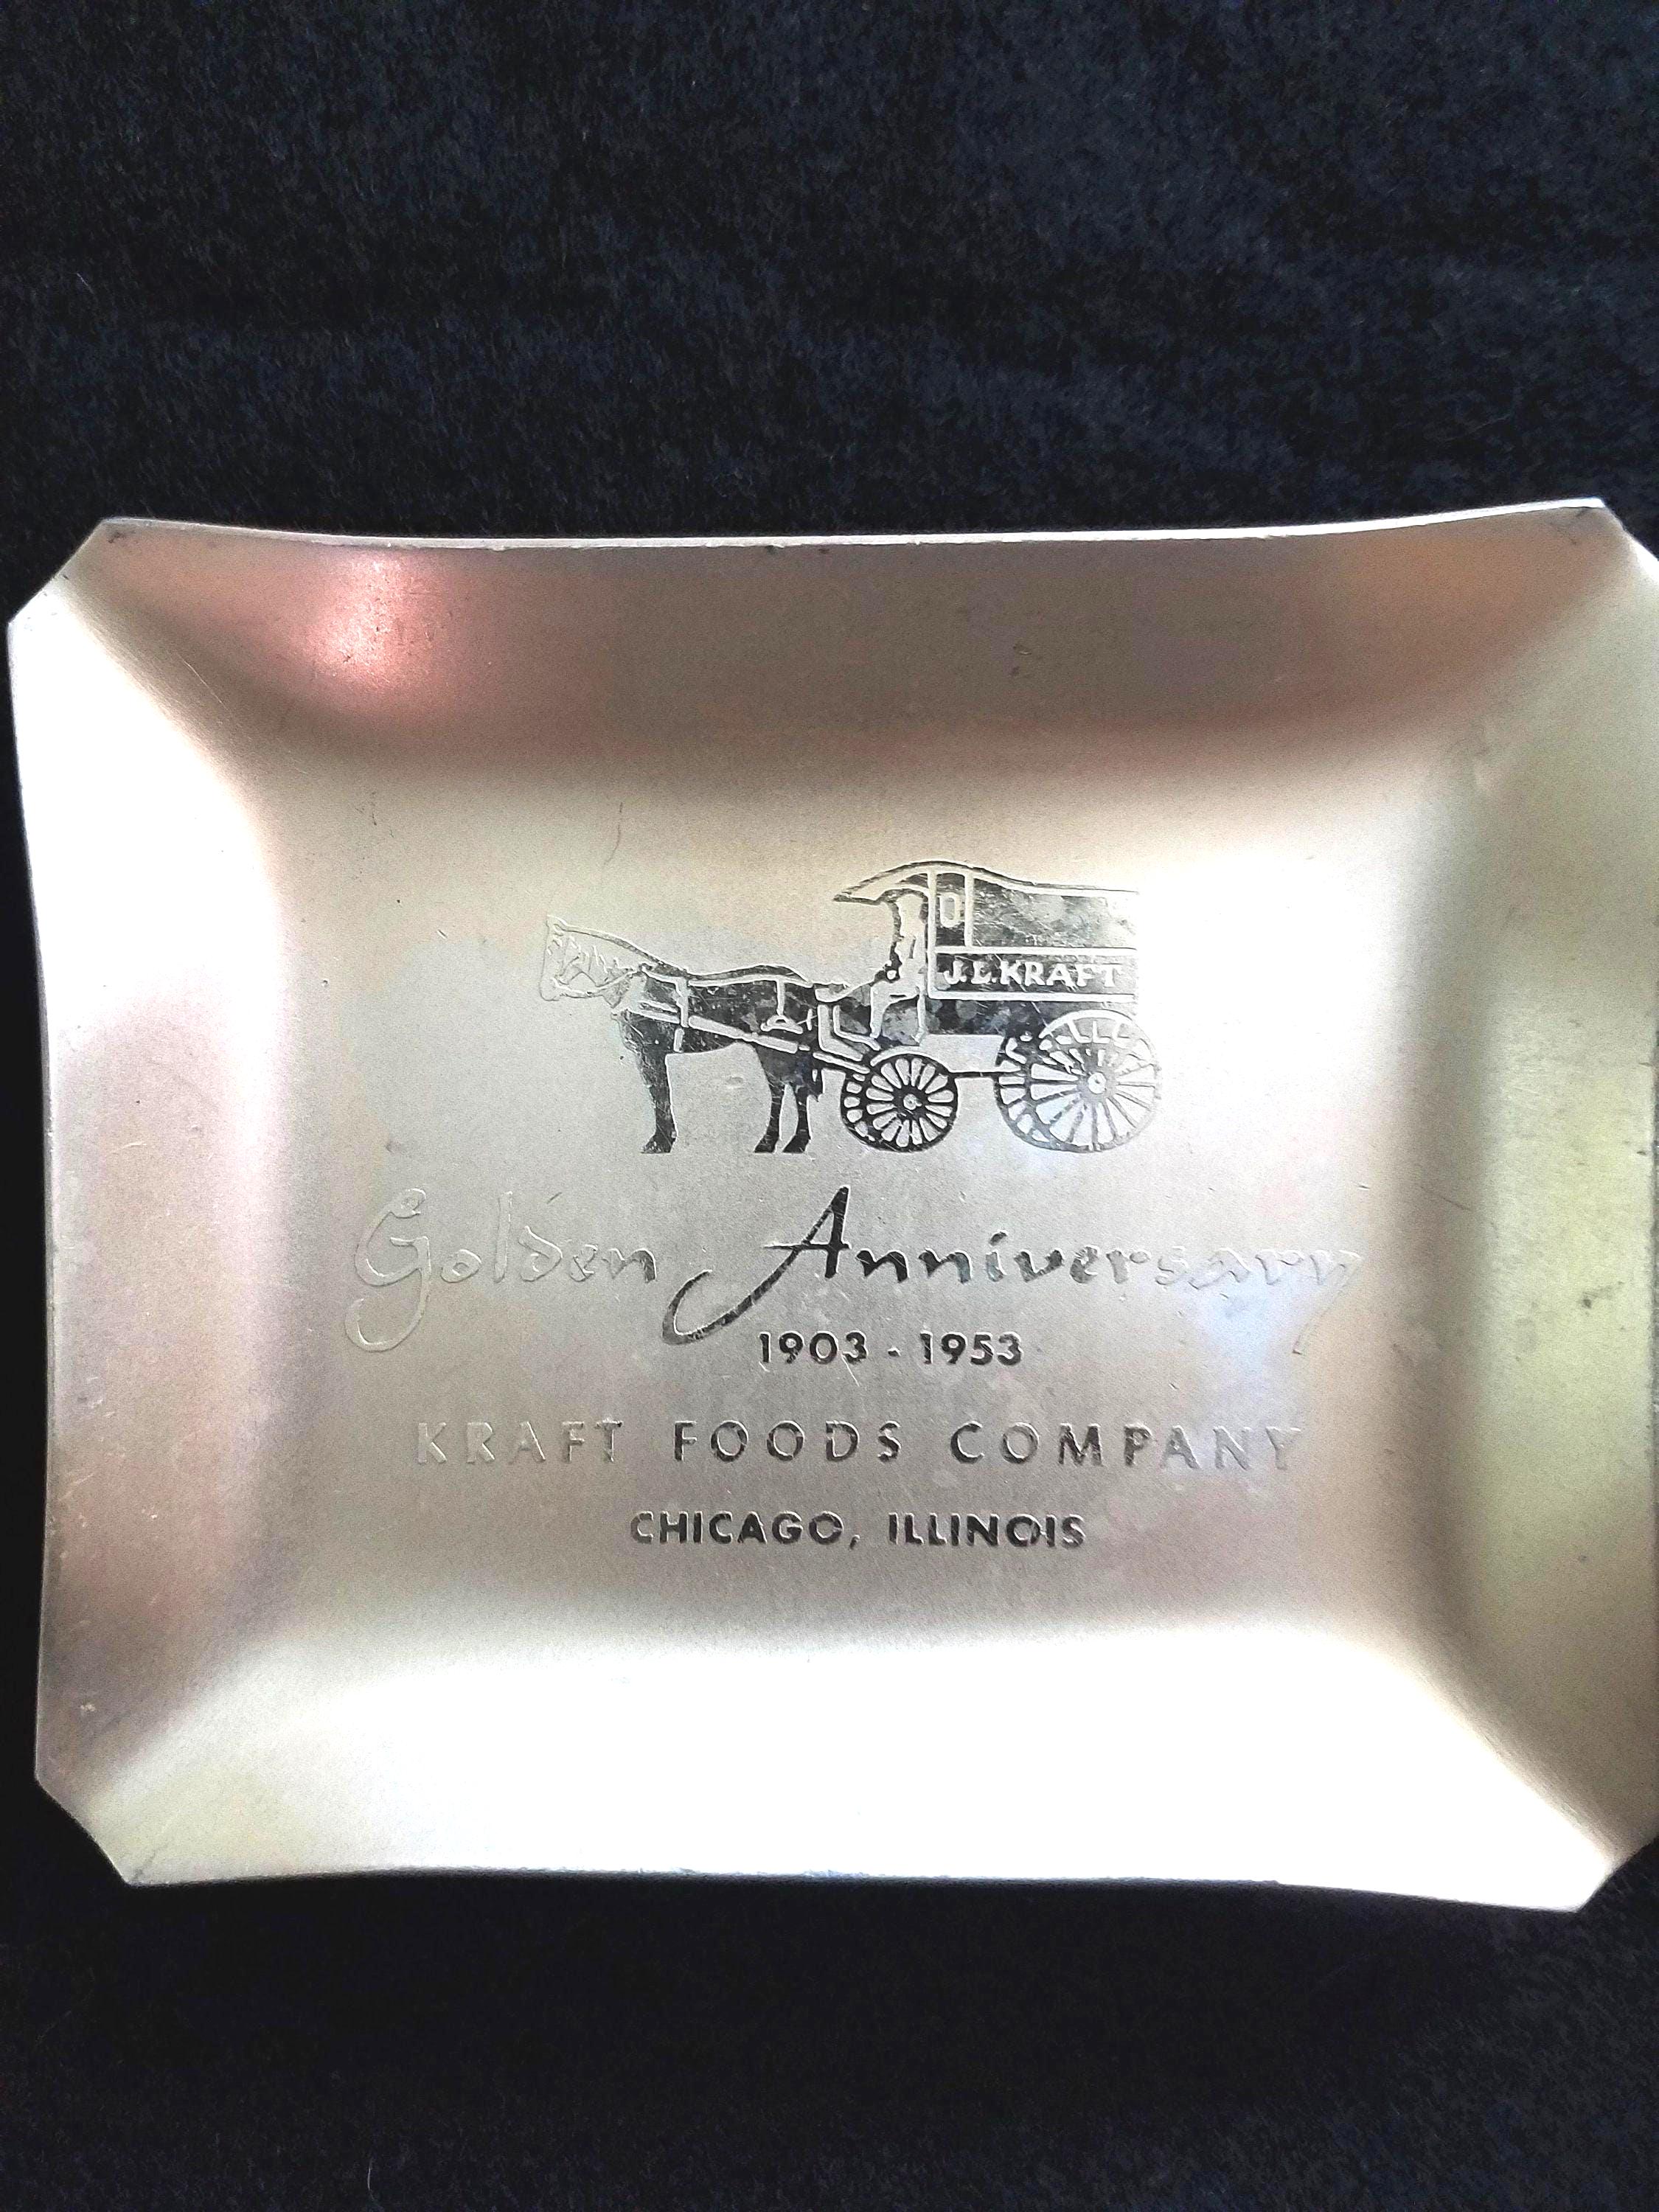 J.L. KRAFT
Golden Anniversary
1903 - 1953
KRAFT FOODS COMPANY
CHICAGO, ILLINOIS